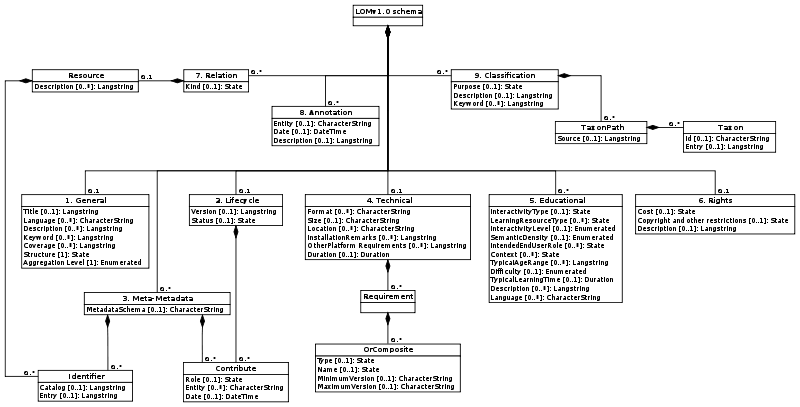 LOMv1.0 schema
Resource
Description [0..*]: Langstring
0..1
7. Relation
Kind [0..1]: State
0..*
0..*
8. Annotation
Entity [0..1]: CharacterString
Date [0..1]: DateTime
Description [0..1]: Langstring
0..*
9. Classification
Purpose [0..1]: State
Description [0..1]: Langstring
Keyword [0..*]: Langstring
0..*
TaxonPath
Source [0..1]: Langstring
0..*
Taxon
Id [0..1]: CharacterString
Entry [0..1]: Langstring
0..1
1. General
Title [0..1]: Langstring
Language [0..*]: CharacterString
Description [0..*]: Langstring
Keyword [0..*]: Langstring
Coverage [0..*]: Langstring
Structure [1]: State
Aggregation Level [1]: Enumerated
0..1
2. Lifecycle
Version [0..1]: Langstring
Status [0..1]: State
0..1
4. Technical
Format [0..*]: CharacterString
Size [0..1]: CharacterString
Location [0..*]: CharacterString
InstallationRemarks [0..*]: Langstring
OtherPlatform Requirements [0..*]: Langstring
Duration [0..1]: Duration
0..*
5. Educational
InteractivityType [0..1]: State
LearningResourceType [0..*]: State
InteractivityLevel [0..1]: Enumerated
SemanticDensity [0..1]: Enumerated
IntendedEndUserRole [0..*]: State
Context [0..*]: State
TypicalAgeRange [0..*]: Langstring
Difficulty [0..1]: Enumerated
TypicalLearningTime [0..1]: Duration
Description [0..*]: Langstring
Language [0..*]: CharacterString
0..1
6. Rights
Cost [0..1]: State
Copyright and other restrictions [0..1]: State
Description [0..1]: Langstring
0..*
3. Meta-Metadata
MetadataSchema [0..1]: CharacterString
0..*
Requirement
0..*
OrComposite
Type [0..1]: State
Name [0..1]: State
MinimumVersion [0..1]: CharacterString
MaximumVersion [0..1]: CharacterString
0..*
0..*
Identifier
Catalog [0..1]: Langstring
Entry [0..1]: Langstring
0..*
0..*
Contribute
Role [0..1]: State
Entity [0..*]: CharacterString
Date [0..1]: DateTime